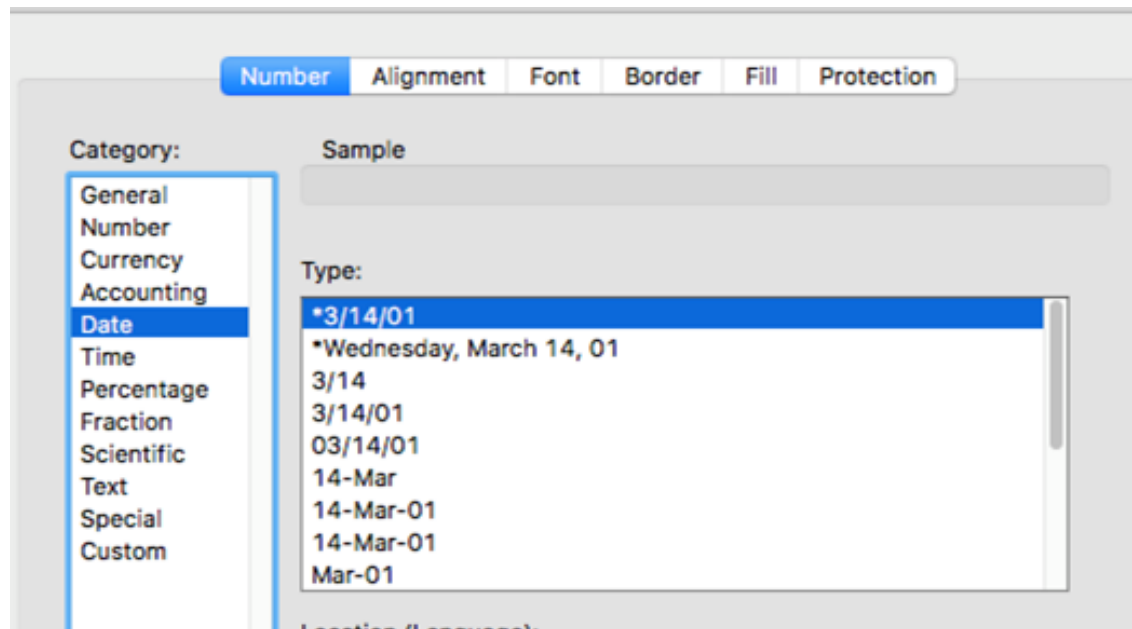 Number Alignment Font Border Fill Protection
Category:
General
Number
Currency
Accounting
Date
Time
Percentage
Fraction
Scientific
Text
Special
Custom
Sample
Type:
*3/14/01
*Wednesday, March 14, 01
3/14
3/14/01
03/14/01
14-Mar
14-Mar-01
14-Mar-01
Mar-01